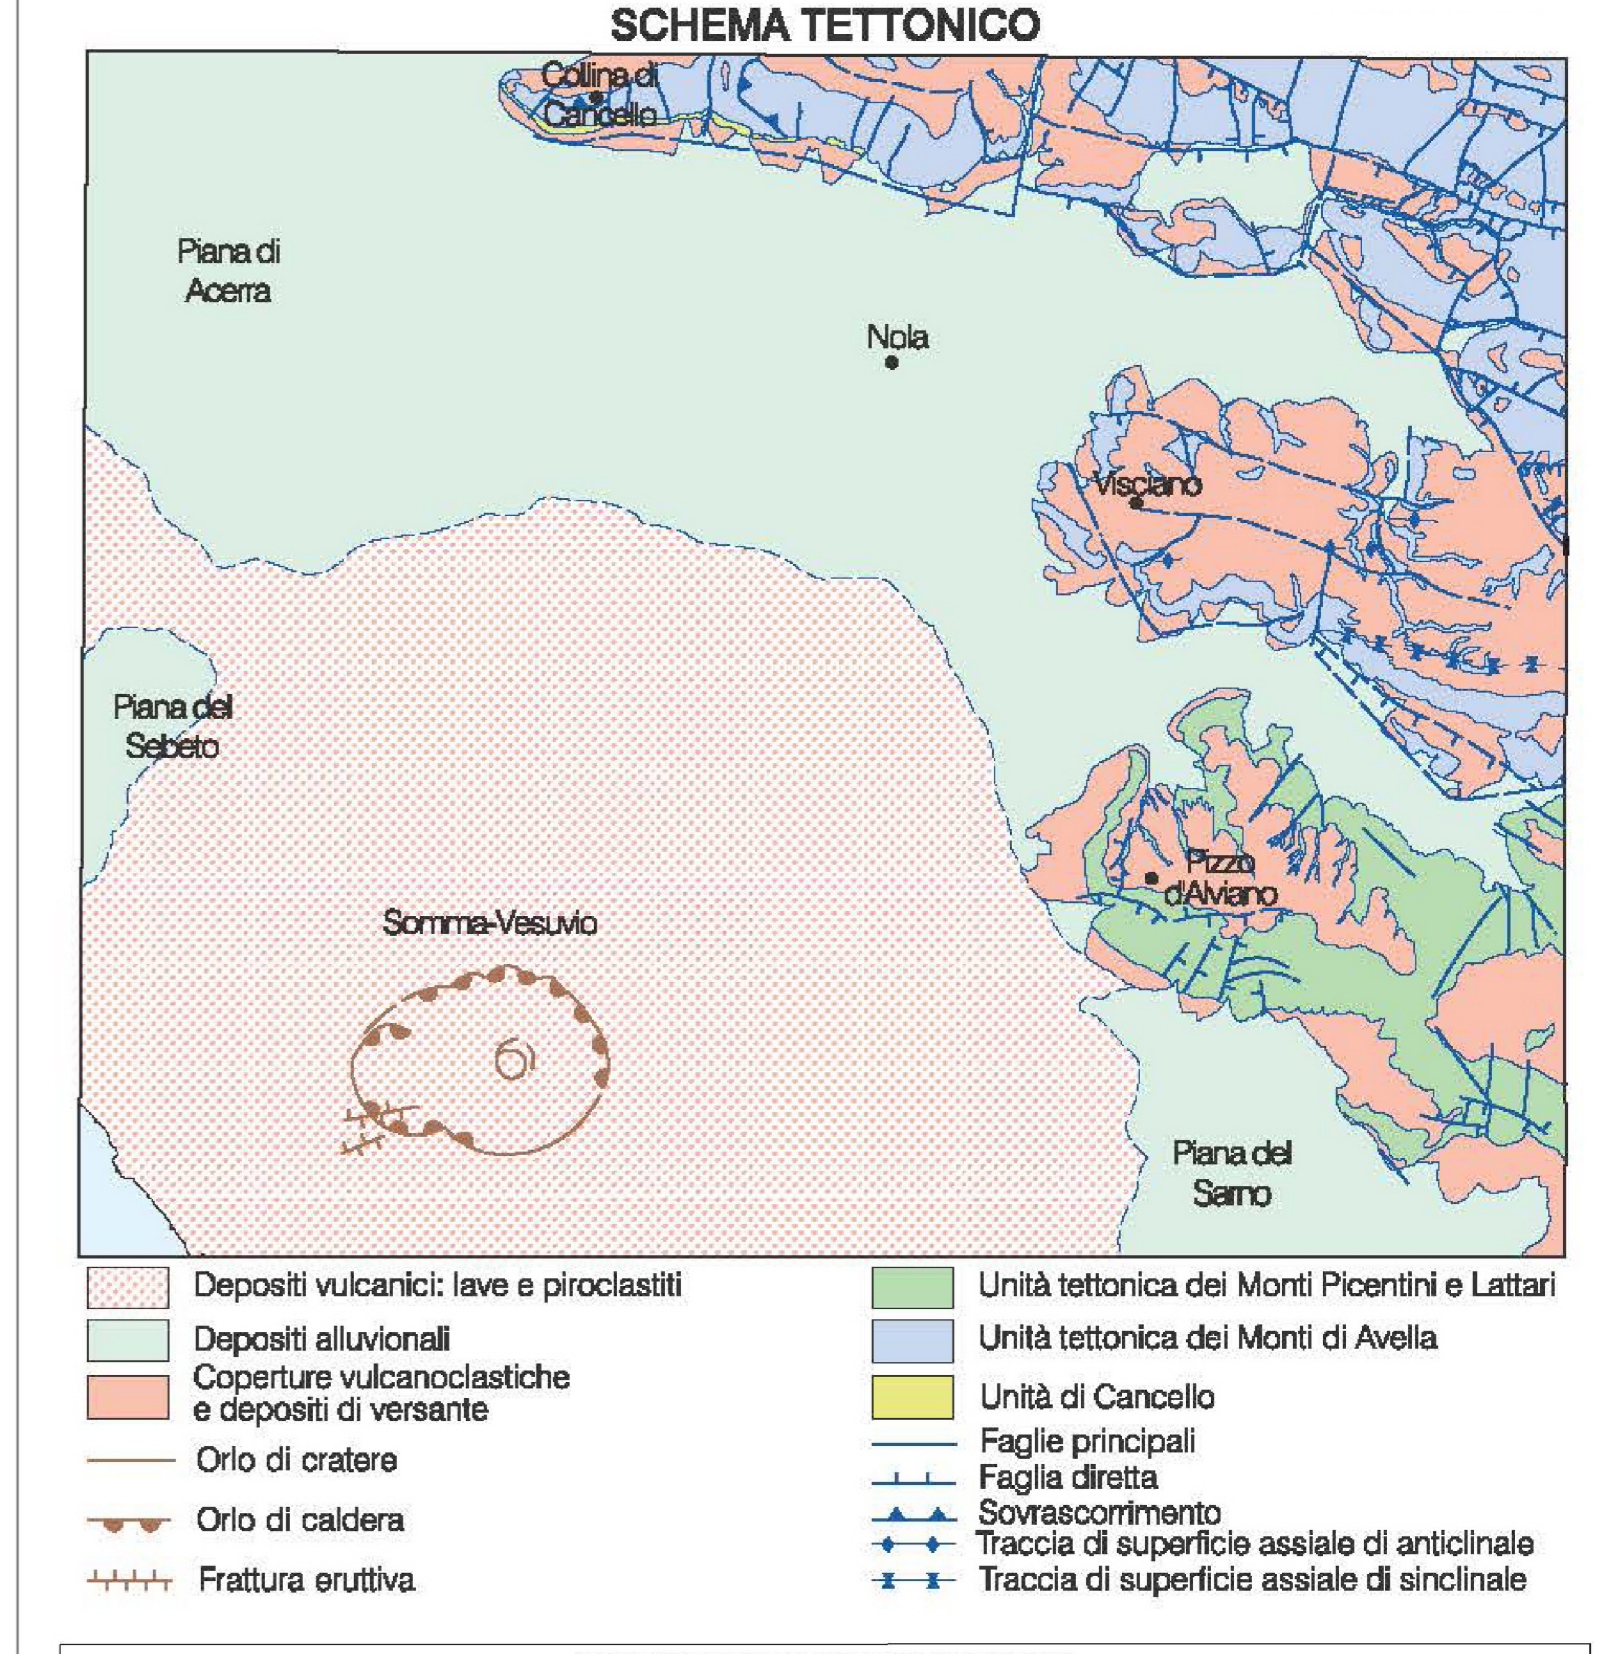 SCHEMA TETTONICO
Collina di
Cancello
Piana di
Acerra
Nola
Visciano
Piana del
Sebeto
Pizzo
d'Alviano
Somma-Vesuvio
Piana del
Sarno
Depositi vulcanici: lave e piroclastiti
Depositi alluvionali
Coperture vulcanoclastiche
e depositi di versante
Orlo di cratere
Orlo di caldera
Frattura eruttiva
Unità tettonica dei Monti Picentini e Lattari
Unità tettonica dei Monti di Avella
Unità di Cancello
Faglie principali
Faglia diretta
Sovrascorrimento
Traccia di superficie assiale di anticlinale
Traccia di superficie assiale di sinclinale